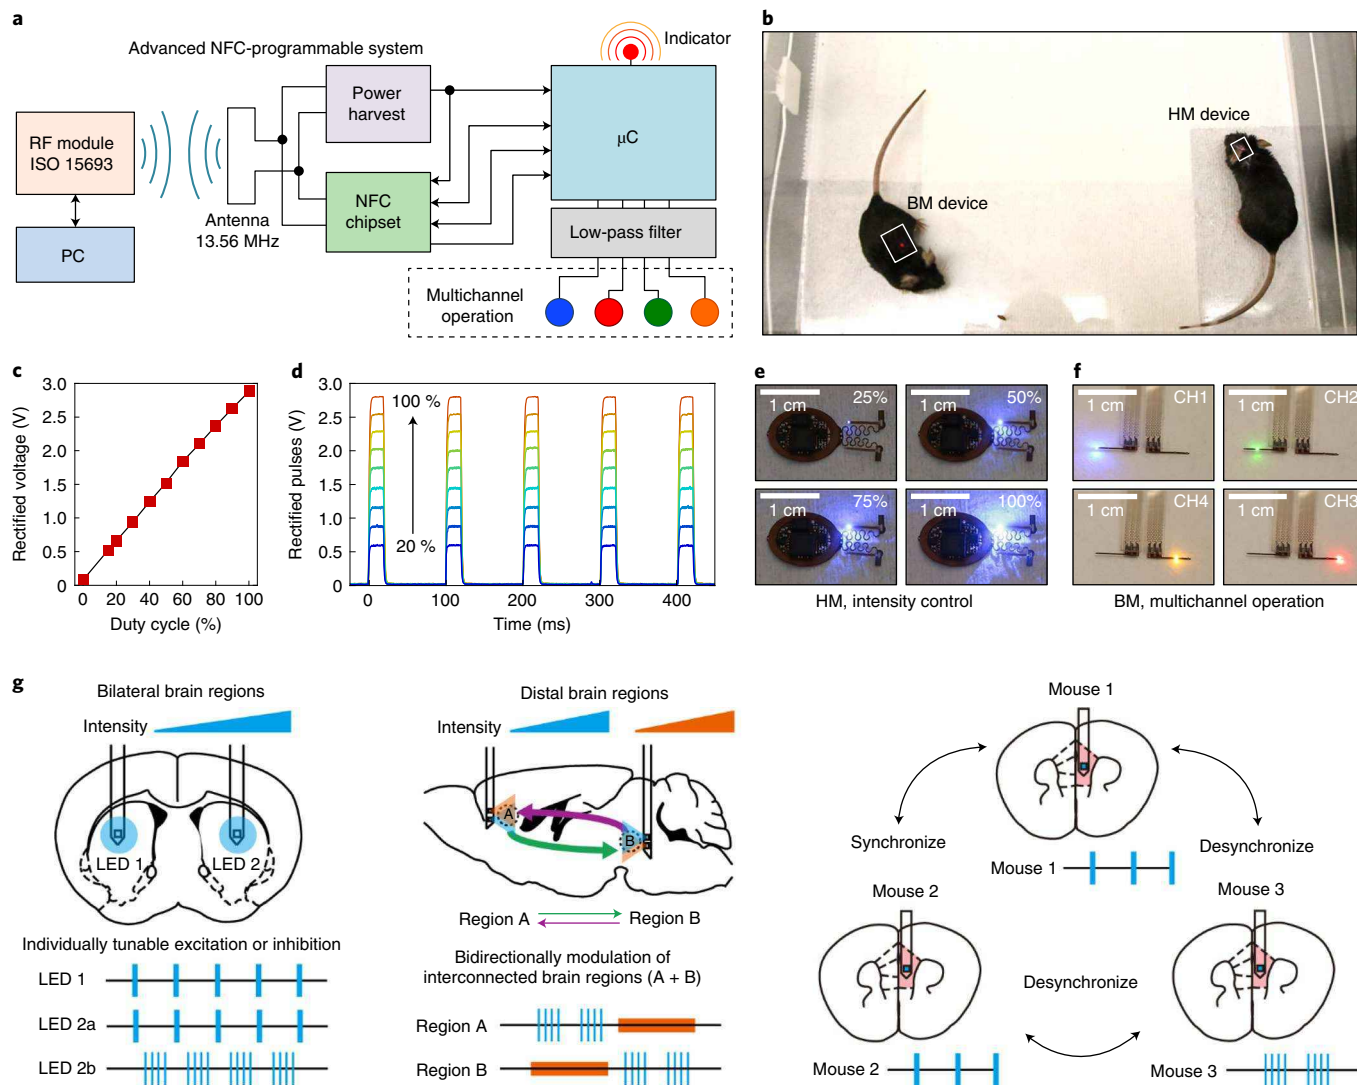 a
Advanced NFC-programmable system
Indicator
RF module
ISO 15693
PC
Antenna
13.56 MHz
Power
harvest
NFC
chipset
μC
Low-pass filter
Multichannel
operation
b
HM device
BM device
c
Rectified voltage (V)
3.0
2.5
2.0
1.5
1.0
0.5
0
0 20 40 60 80 100
Duty cycle (%)
d
Rectified pulses (V)
3.0
2.5
2.0
1.5
1.0
0.5
0
100 %
20 %
0 100 200 300 400
Time (ms)
e
1 cm 25%
1 cm 50%
1 cm 75%
1 cm 100%
HM, intensity control
f
1 cm CH1
1 cm CH2
1 cm CH4
1 cm CH3
BM, multichannel operation
g
Bilateral brain regions
Intensity
LED 1 LED 2
Individually tunable excitation or inhibition
LED 1
LED 2a
LED 2b
Distal brain regions
Intensity
A
B
Region A Region B
Bidirectionally modulation of
interconnected brain regions (A + B)
Region A
Region B
Mouse 1
Synchronize
Desynchronize
Mouse 1
Mouse 2
Mouse 3
Desynchronize
Mouse 2
Mouse 3